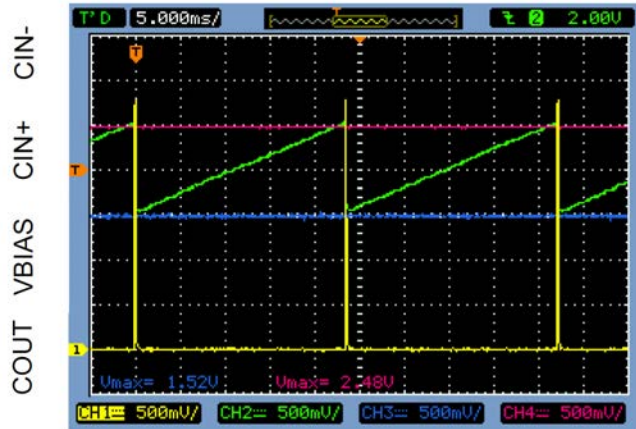 T'D 5.000ms/ T 2 2.00V
CIN-
T
CIN+
T
VBIAS
COUT
1
Vmax= 1.52V Vmax= 2.48V
CH1 500mV/ CH2 500mV/ CH3 500mV/ CH4 500mV/